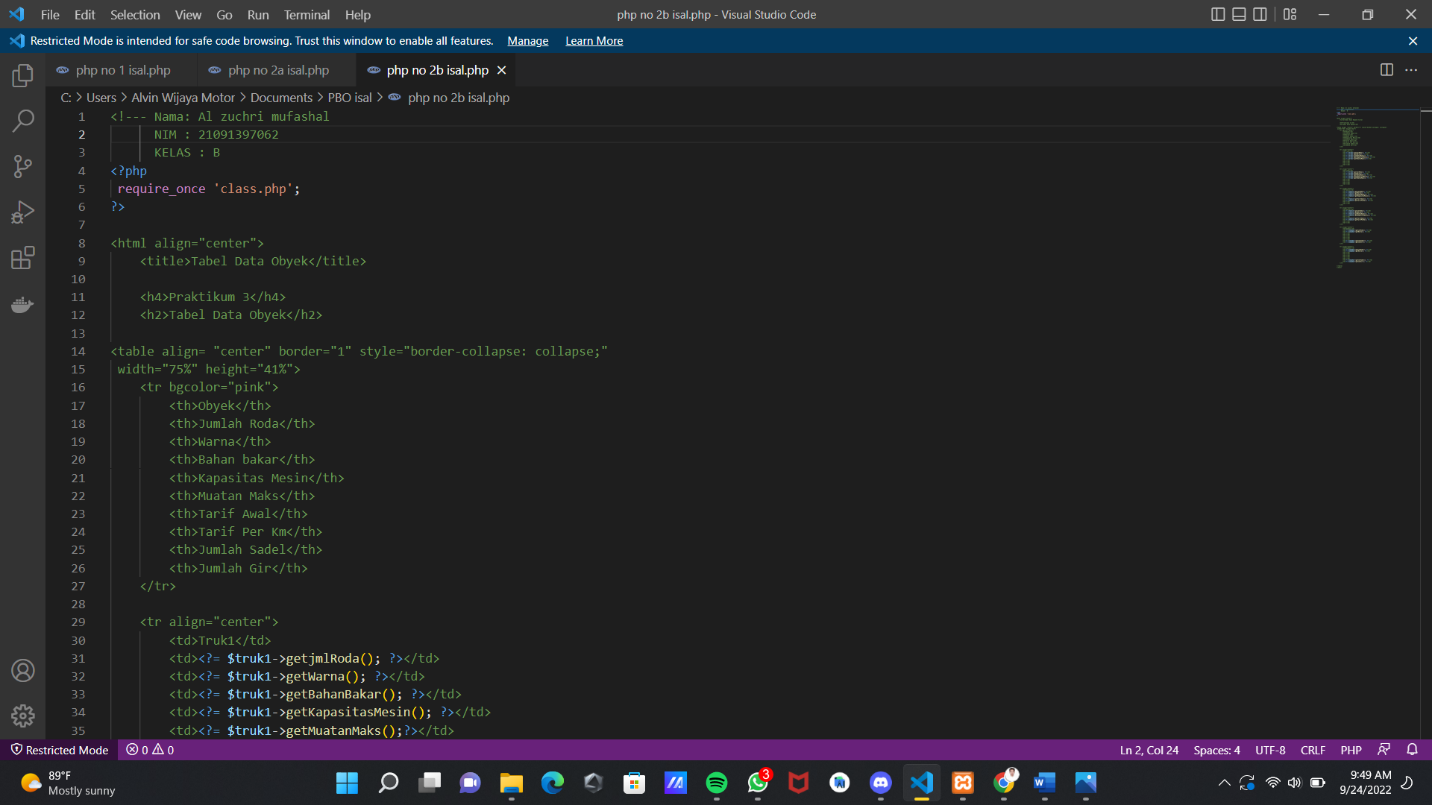 File Edit Selection View Go Run Terminal Help
php no 2b isal.php - Visual Studio Code
Restricted Mode is intended for safe code browsing. Trust this window to enable all features. Manage Learn More
php no 1 isal.php php no 2a isal.php php no 2b isal.php
C: > Users > Alvin Wijaya Motor > Documents > PBO isal > php no 2b isal.php
1 <!--- Nama: Al zuchri mufashal
2 NIM : 21091397062
3 KELAS : B
4 <?php
5 require_once 'class.php';
6 ?>
7
8 <html align="center">
9 <title>Tabel Data Obyek</title>
10
11 <h4>Praktikum 3</h4>
12 <h2>Tabel Data Obyek</h2>
13
14 <table align= "center" border="1" style="border-collapse: collapse;"
15 width="75%" height="41%">
16 <tr bgcolor="pink">
17 <th>Obyek</th>
18 <th>Jumlah Roda</th>
19 <th>Warna</th>
20 <th>Bahan bakar</th>
21 <th>Kapasitas Mesin</th>
22 <th>Muatan Maks</th>
23 <th>Tarif Awal</th>
24 <th>Tarif Per Km</th>
25 <th>Jumlah Sadel</th>
26 <th>Jumlah Gir</th>
27 </tr>
28
29 <tr align="center">
30 <td>Truk1</td>
31 <td><?= $truk1->getjmlRoda(); ?></td>
32 <td><?= $truk1->getWarna(); ?></td>
33 <td><?= $truk1->getBahanBakar(); ?></td>
34 <td><?= $truk1->getKapasitasMesin(); ?></td>
35 <td><?= $truk1->getMuatanMaks();?></td>
Restricted Mode 0 0 Ln 2, Col 24 Spaces: 4 UTF-8 CRLF PHP
89°F
Mostly sunny
3
9:49 AM
9/24/2022